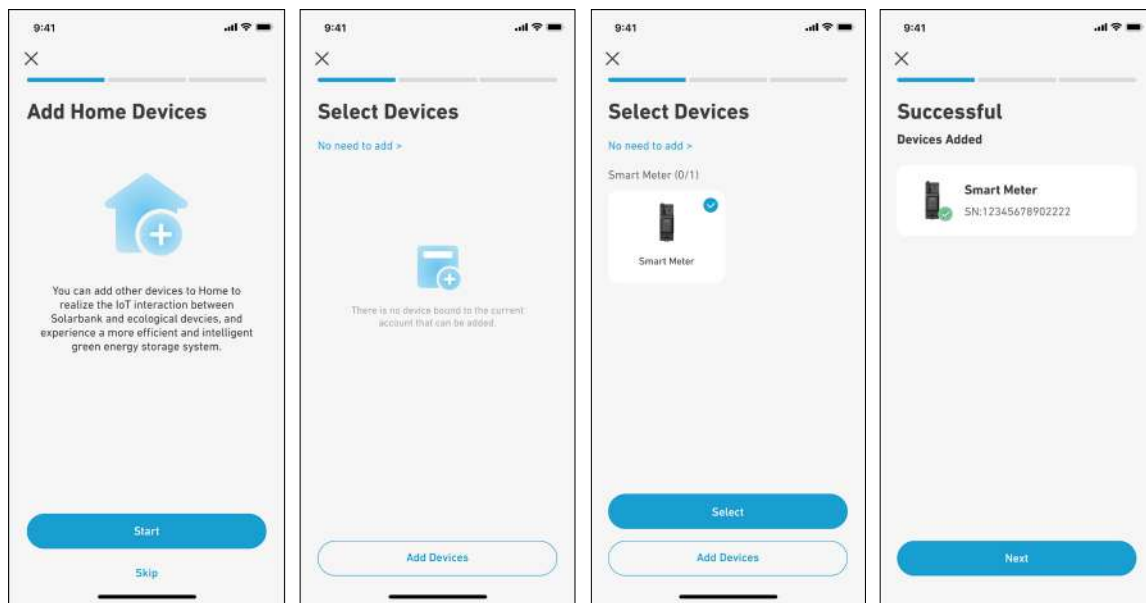 9:41
Add Home Devices
You can add other devices to Home to
realize the IoT interaction between
Solarbank and ecological devcies, and
experience a more efficient and intelligent
green energy storage system.
Start
Skip
9:41
Select Devices
No need to add >
There is no device bound to the current
account that can be added.
Add Devices
9:41
Select Devices
No need to add >
Smart Meter (0/1)
Smart Meter
Select
Add Devices
9:41
Successful
Devices Added
Smart Meter
SN:12345678902222
Next